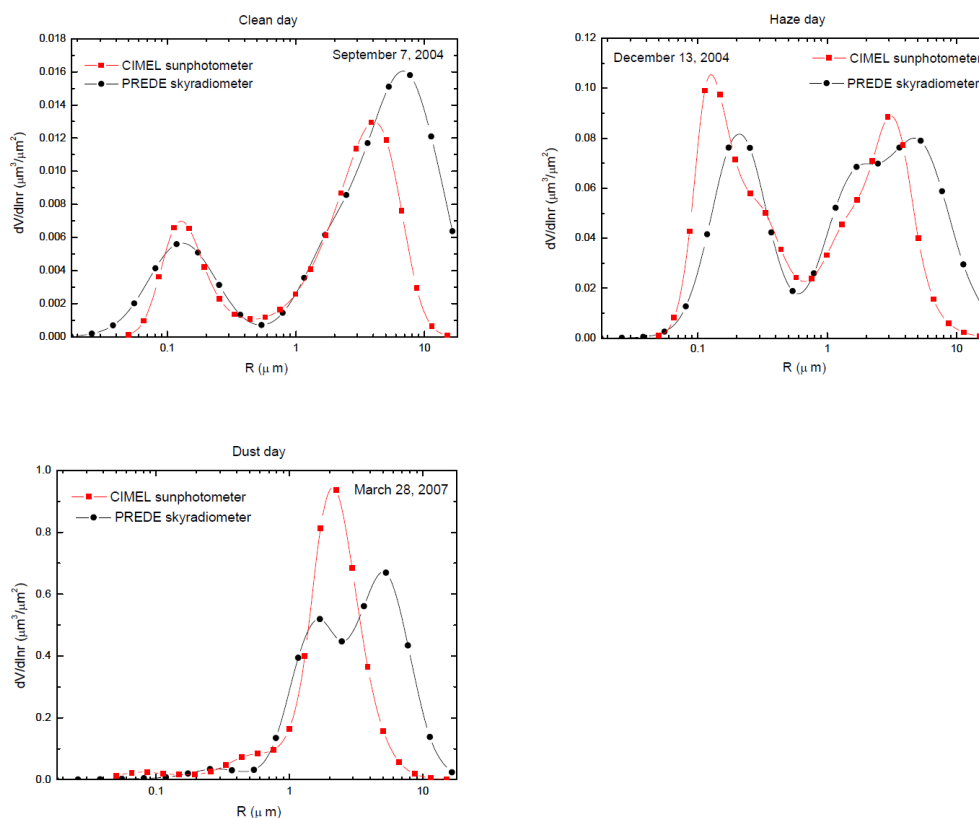 Clean day
September 7, 2004
CIMEL sunphotometer
PREDE skyradiometer
0.018
0.016
0.014
0.012
0.010
0.008
0.006
0.004
0.002
0.000
dV/dlnr (μm³/μm²)
0.1
1
10
R (μ m)
Haze day
December 13, 2004
CIMEL sunphotometer
PREDE skyradiometer
0.12
0.10
0.08
0.06
0.04
0.02
0.00
dV/dlnr (μm³/μm²)
0.1
1
10
R (μ m)
Dust day
March 28, 2007
CIMEL sunphotometer
PREDE skyradiometer
1.0
0.8
0.6
0.4
0.2
0.0
dV/dlnr (μm³/μm²)
0.1
1
10
R (μ m)